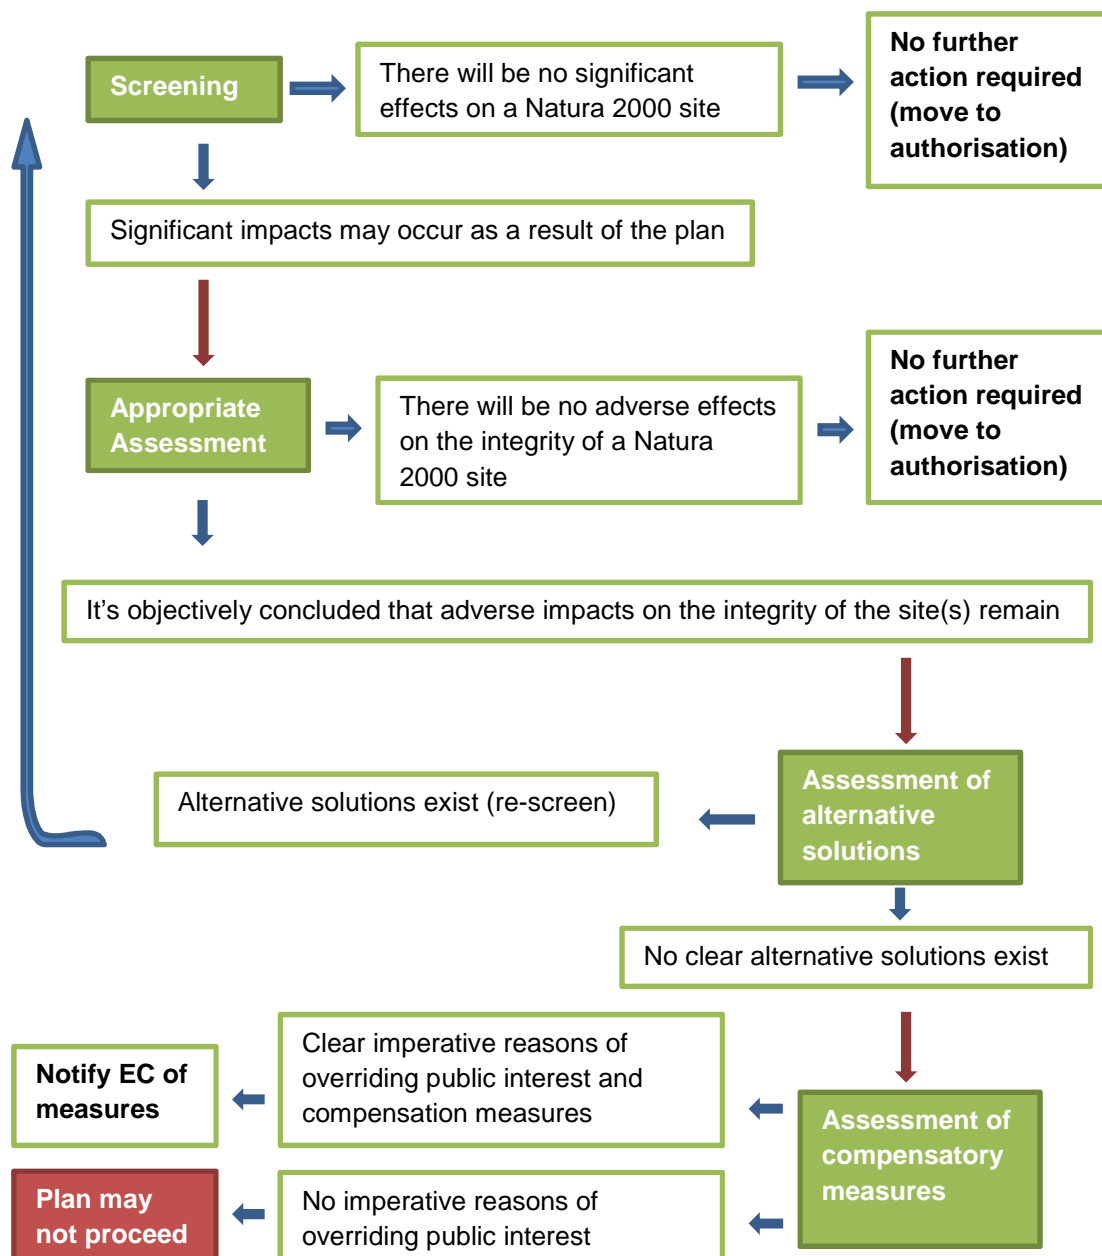 Screening
There will be no significant
effects on a Natura 2000 site
No further
action required
(move to
authorisation)
Significant impacts may occur as a result of the plan
Appropriate
Assessment
There will be no adverse effects
on the integrity of a Natura
2000 site
No further
action required
(move to
authorisation)
It’s objectively concluded that adverse impacts on the integrity of the site(s) remain
Assessment of
alternative
solutions
Alternative solutions exist (re-screen)
No clear alternative solutions exist
Clear imperative reasons of
overriding public interest and
compensation measures
Notify EC of
measures
Assessment of
compensatory
measures
No imperative reasons of
overriding public interest
Plan may
not proceed